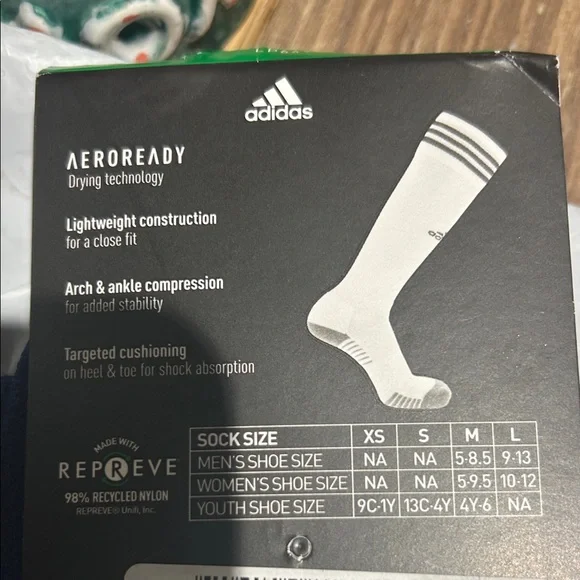 adidas
AEROREADY
Drying technology
Lightweight construction
for a close fit
Arch & ankle compression
for added stability
Targeted cushioning
on heel & toe for shock absorption
MADE WITH
REPREVE
98% RECYCLED NYLON
REPREVE® Unifi, Inc.
SOCK SIZE XS S M L
MEN'S SHOE SIZE NA NA 5-8.5 9-13
WOMEN'S SHOE SIZE NA NA 5-9.5 10-12
YOUTH SHOE SIZE 9C-1Y 13C-4Y 4Y-6 NA